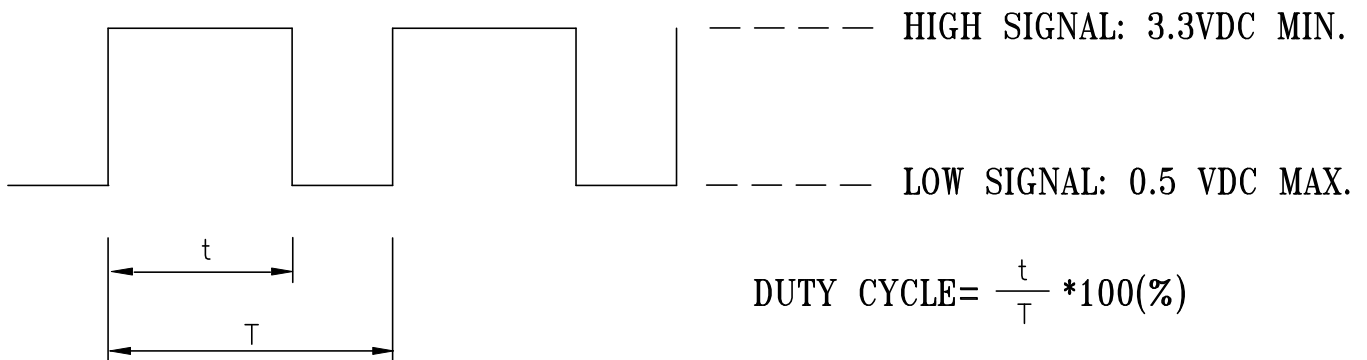 HIGH SIGNAL: 3.3VDC MIN.
LOW SIGNAL: 0.5 VDC MAX.
t
T
DUTY CYCLE= t/T *100(%)